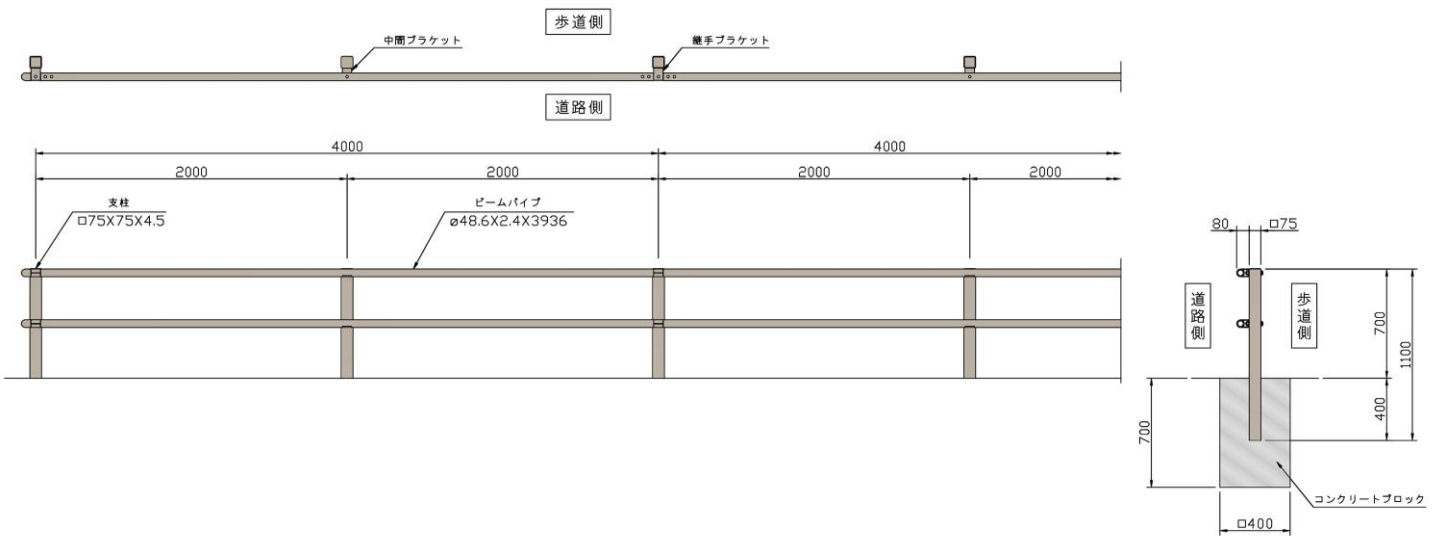 歩道側
中間ブラケット
継手ブラケット
道路側
4000
4000
2000
2000
2000
2000
支柱
□75X75X4.5
ビームパイプ
ø48.6X2.4X3936
80
□75
道路側
歩道側
700
1100
400
700
コンクリートブロック
□400